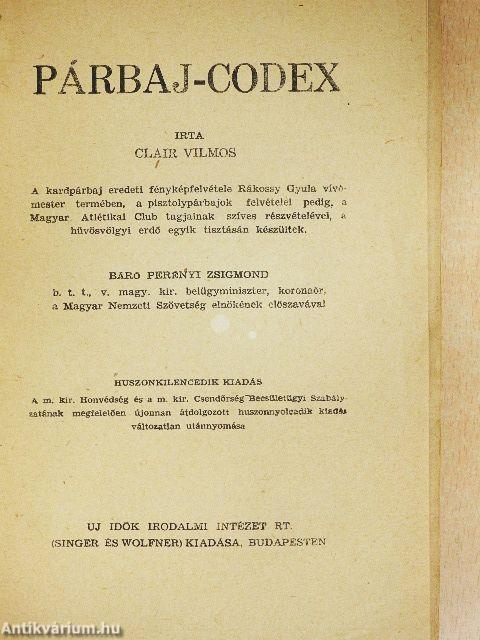 PÁRBAJ-CODEX
IRTA
CLAIR VILMOS
A kardpárbaj eredeti fényképfelvétele Rákossy Gyula vívó-
mester termében, a pisztolypárbajok felvételei pedig, a
Magyar Atlétikai Club tagjainak szíves részvételével, a
hüvösvölgyi erdő egyik tisztásán készültek.
BÁRÓ PERÉNYI ZSIGMOND
b. t. t., v. magy. kir. belügyminiszter, koronaőr,
a Magyar Nemzeti Szövetség elnökének előszavával
HUSZONKILENCEDIK KIADÁS
A m. kir. Honvédség és a m. kir. Csendőrség Becsületügyi Szabály-
zatának megfelelően újonnan átdolgozott huszonnyolcadik kiadás
változatlan utánnyomása
UJ IDŐK IRODALMI INTÉZET RT.
(SINGER ÉS WOLFNER) KIADÁSA, BUDAPESTEN
Antikvárium.hu